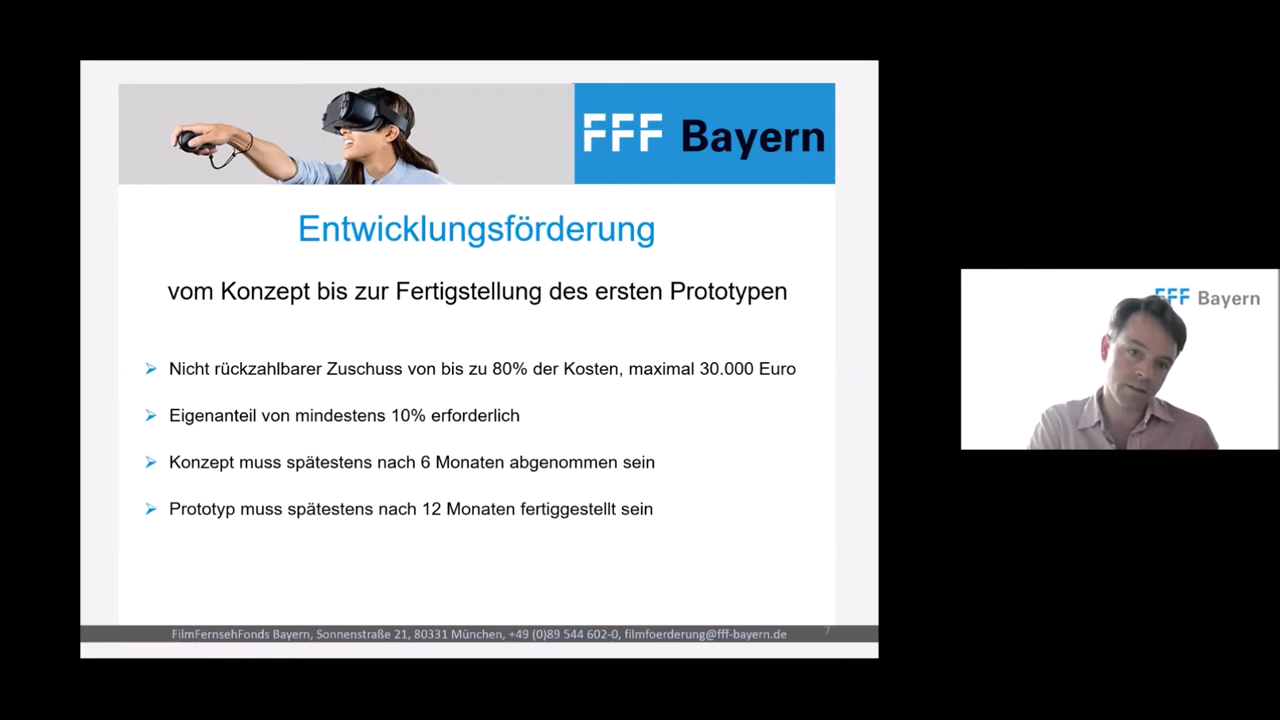 FFF Bayern
Entwicklungsförderung
vom Konzept bis zur Fertigstellung des ersten Prototypen
Nicht rückzahlbarer Zuschuss von bis zu 80% der Kosten, maximal 30.000 Euro
Eigenanteil von mindestens 10% erforderlich
Konzept muss spätestens nach 6 Monaten abgenommen sein
Prototyp muss spätestens nach 12 Monaten fertiggestellt sein
FilmFernsehFonds Bayern, Sonnenstraße 21, 80331 München, +49 (0)89 544 602-0, filmfoerderung@fff-bayern.de 7
FFF Bayern